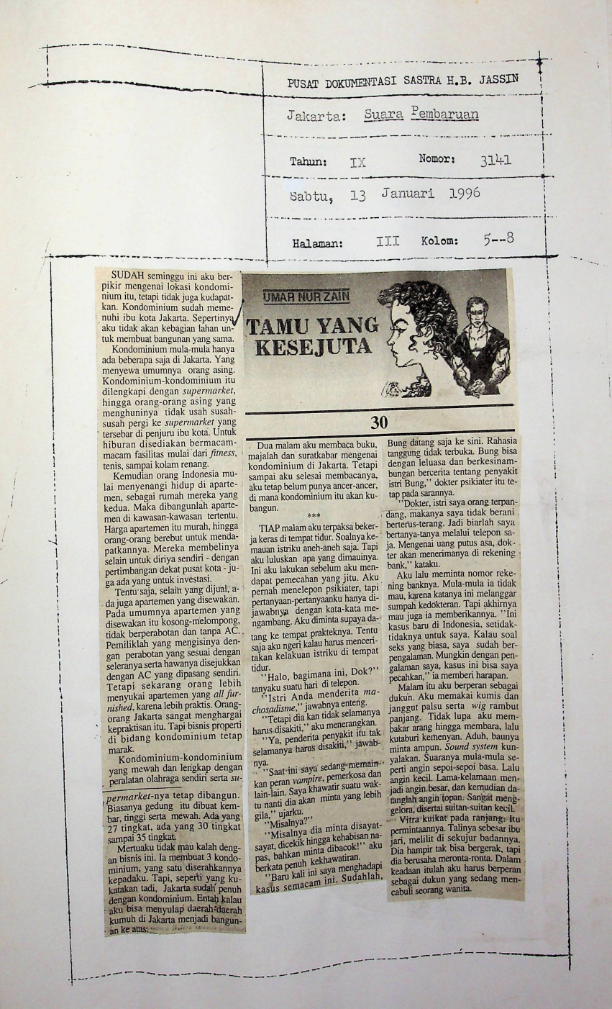 PUSAT DOKUMENTASI SASTRA H.B. JASSIN
Jakarta: Suara Pembaruan
Tahun: IX Nomor: 3141
Sabtu, 13 Januari 1996
Halaman: III Kolom: 5--8
UMAR NUR ZAIN
TAMU YANG
KESEJUTA
30
SUDAH seminggu ini aku ber-
pikir mengenai lokasi kondomi-
nium itu, tetapi tidak juga kudapat-
kan. Kondominium sudah meme-
nuhi ibu kota Jakarta. Sepertinya
aku tidak akan kebagian lahan un-
tuk membuat bangunan yang sama.
Kondominium mula-mula hanya
ada beberapa saja di Jakarta. Yang
menyewa umumnya orang asing.
Kondominium-kondominium itu
dilengkapi dengan supermarket,
hingga orang-orang asing yang
menghuninya tidak usah susah-
susah pergi ke supermarket yang
tersebar di penjuru ibu kota. Untuk
hiburan disediakan bermacam-
macam fasilitas mulai dari fitness,
tenis, sampai kolam renang.
Kemudian orang Indonesia mu-
lai menyenangi hidup di aparte-
men, sebagai rumah mereka yang
kedua. Maka dibangunlah aparte-
men di kawasan-kawasan tertentu.
Harga apartemen itu murah, hingga
orang-orang berebut untuk menda-
patkannya. Mereka membelinya
selain untuk diriya sendiri - dengan
pertimbangan dekat pusat kota - ju-
ga ada yang untuk investasi.
Tentu saja, selain yang dijual, a-
da juga apartemen yang disewakan.
Pada umumnya apartemen yang
disewakan itu kosong-melompong,
tidak berperabotan dan tanpa AC.
Pemiliklah yang mengisinya den-
gan perabotan yang sesuai dengan
seleranya serta hawanya disejukkan
dengan AC yang dipasang sendiri.
Tetapi sekarang orang lebih
menyukai apartemen yang all fur-
nished, karena lebih praktis. Orang-
orang Jakarta sangat menghargai
kepraktisan itu. Tapi bisnis properti
di bidang kondominium tetap
marak.
Kondominium-kondominium
yang mewah dan lengkap dengan
peralatan olahraga sendiri serta su-
permarket-nya tetap dibangun.
Biasanya gedung itu dibuat kem-
bar, tinggi serta mewah. Ada yang
27 tingkat, ada yang 30 tingkat
sampai 35 tingkat.
Mertuaku tidak mau kalah den-
gan bisnis ini. Ia membuat 3 kondo-
minium, yang satu diserahkannya
kepadaku. Tapi, seperti yang ku-
katakan tadi, Jakarta sudah penuh
dengan kondominium. Entah kalau
aku bisa menyulap daerah-daerah
kumuh di Jakarta menjadi bangun-
an ke atas.
Dua malam aku membaca buku,
majalah dan suratkabar mengenai
kondominium di Jakarta. Tetapi
sampai aku selesai membacanya,
aku tetap belum punya ancer-ancer,
di mana kondominium itu akan ku-
bangun.
***
TIAP malam aku terpaksa beker-
ja keras di tempat tidur. Soalnya ke-
mauan istriku aneh-aneh saja. Tapi
aku luluskan apa yang dimauinya.
Ini aku lakukan sebelum aku men-
dapat pemecahan yang jitu. Aku
pernah menelepon psikiater, tapi
pertanyaan-pertanyaanku hanya di-
jawabnya dengan kata-kata me-
ngambang. Aku diminta supaya da-
tang ke tempat prakteknya. Tentu
saja aku ngeri kalau harus menceri-
takan kelakuan istriku di tempat
tidur.
"Halo, bagaimana ini, Dok?"
tanyaku suatu hari di telepon.
"Istri Anda menderita ma-
chosadisme," jawabnya enteng.
"Tetapi dia kan tidak selamanya
harus disakiti," aku menerangkan.
"Ya, penderita penyakit itu tak
selamanya harus disakiti," jawab-
nya.
"Saat ini saya sedang memain-
kan peran vampire, pemerkosa dan
lain-lain. Saya khawatir suatu wak-
tu nanti dia akan minta yang lebih
gila," ujarku.
"Misalnya?"
"Misalnya dia minta disayat-
sayat, dicekik hingga kehabisan na-
pas, bahkan minta dibacok!" aku
berkata penuh kekhawatiran.
"Baru kali ini saya menghadapi
kasus semacam ini. Sudahlah,
Bung datang saja ke sini. Rahasia
tanggung tidak terbuka. Bung bisa
dengan leluasa dan berkesinam-
bungan bercerita tentang penyakit
istri Bung," dokter psikiater itu te-
tap pada sarannya.
"Dokter, istri saya orang terpan-
dang, makanya saya tidak berani
berterus-terang. Jadi biarlah saya
bertanya-tanya melalui telepon sa-
ja. Mengenai uang putus asa, dok-
ter akan menerimanya di rekening
bank," kataku.
Aku lalu meminta nomor reke-
ning banknya. Mula-mula ia tidak
mau, karena katanya ini melanggar
sumpah kedokteran. Tapi akhirnya
mau juga ia memberikannya. "Ini
kasus baru di Indonesia, setidak-
tidaknya untuk saya. Kalau soal
seks yang biasa, saya sudah ber-
pengalaman. Mungkin dengan pen-
galaman saya, kasus ini bisa saya
pecahkan," ia memberi harapan.
Malam itu aku berperan sebagai
dukun. Aku memakai kumis dan
janggut palsu serta wig rambut
panjang. Tidak lupa aku mem-
bakar arang hingga membara, lalu
kutaburi kemenyan. Aduh, baunya
minta ampun. Sound system kun-
yalakan. Suaranya mula-mula se-
perti angin sepoi-sepoi basa. Lalu
angin kecil. Lama-kelamaan men-
jadi angin besar, dan kemudian da-
tanglah angin topan. Sangat meng-
gelora, disertai suitan-suitan kecil.
Vitra kuikat pada ranjang. Itu
permintaannya. Talinya sebesar ibu
jari, melilit di sekujur badannya.
Dia hampir tak bisa bergerak, tapi
dia berusaha meronta-ronta. Dalam
keadaan itulah aku harus berperan
sebagai dukun yang sedang men-
cabuli seorang wanita.